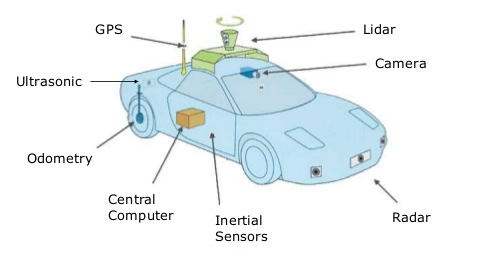 GPS
Lidar
Camera
Ultrasonic
Odometry
Central
Computer
Inertial
Sensors
Radar